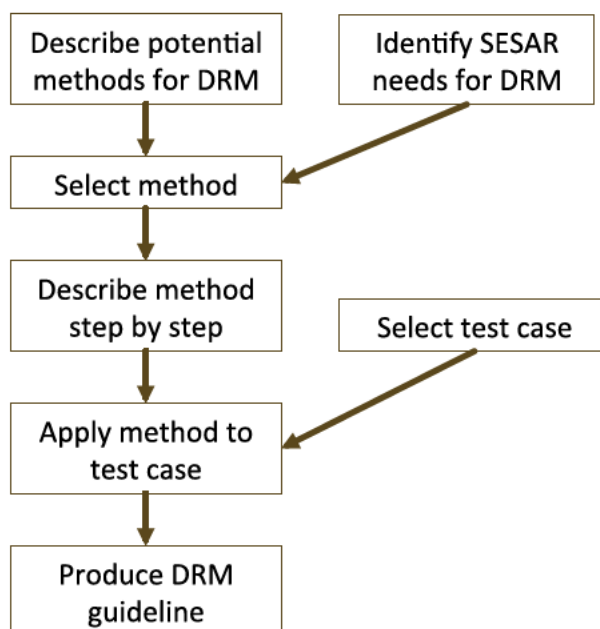 Describe potential
methods for DRM
Identify SESAR
needs for DRM
Select method
Describe method
step by step
Select test case
Apply method to
test case
Produce DRM
guideline